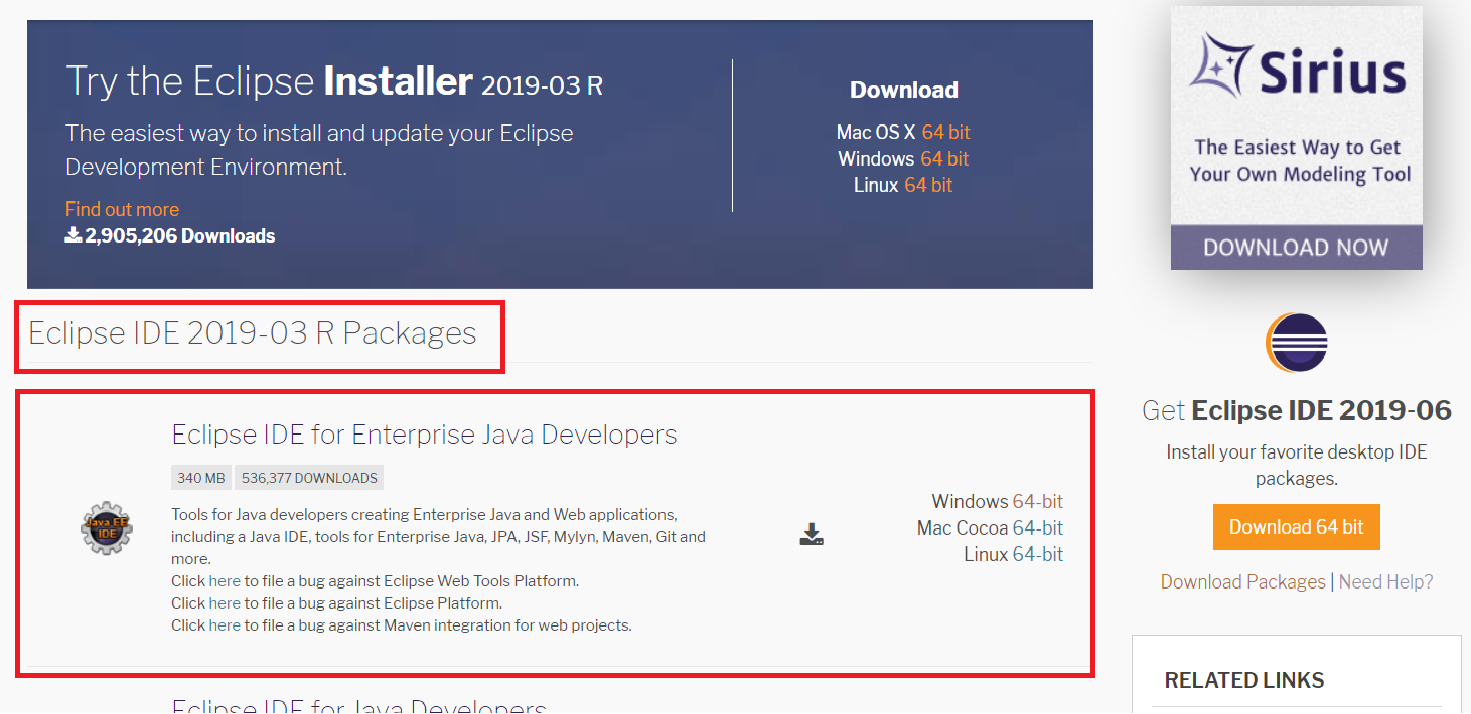 Try the Eclipse Installer 2019-03 R
The easiest way to install and update your Eclipse
Development Environment.
Find out more
2,905,206 Downloads
Download
Mac OS X 64 bit
Windows 64 bit
Linux 64 bit
Eclipse IDE 2019-03 R Packages
Eclipse IDE for Enterprise Java Developers
340 MB 536,377 DOWNLOADS
Java EE
IDE
Tools for Java developers creating Enterprise Java and Web applications,
including a Java IDE, tools for Enterprise Java, JPA, JSF, Mylyn, Maven, Git and
more.
Click here to file a bug against Eclipse Web Tools Platform.
Click here to file a bug against Eclipse Platform.
Click here to file a bug against Maven integration for web projects.
Windows 64-bit
Mac Cocoa 64-bit
Linux 64-bit
Eclipse IDE for Java Developers
Sirius
The Easiest Way to Get
Your Own Modeling Tool
DOWNLOAD NOW
Get Eclipse IDE 2019-06
Install your favorite desktop IDE
packages.
Download 64 bit
Download Packages | Need Help?
RELATED LINKS